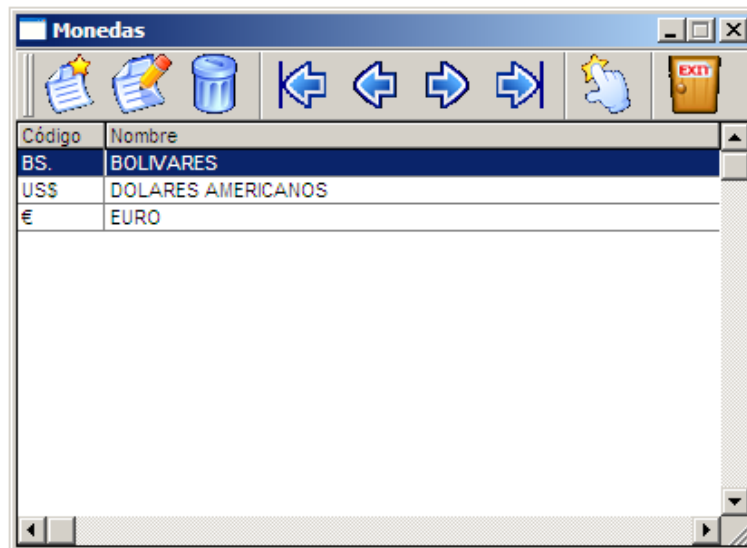 Monedas
EXIT
Código Nombre
BS. BOLIVARES
US$ DOLARES AMERICANOS
€ EURO